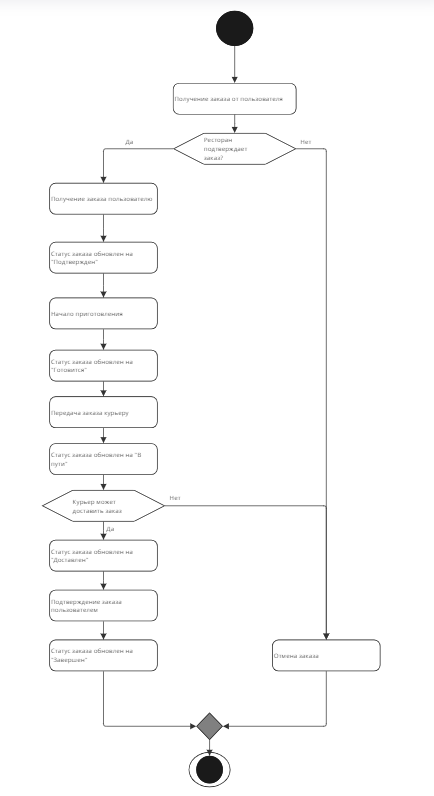 Получение заказа от пользователя
Ресторан
подтверждает
заказ?
Да
Нет
Получение заказа пользователю
Статус заказа обновлен на
"Подтвержден"
Начало приготовления
Статус заказа обновлен на
"Готовится"
Передача заказа курьеру
Статус заказа обновлен на "В
пути"
Курьер может
доставить заказ
Нет
Да
Статус заказа обновлен на
"Доставлен"
Подтверждение заказа
пользователем
Статус заказа обновлен на
"Завершен"
Отмена заказа